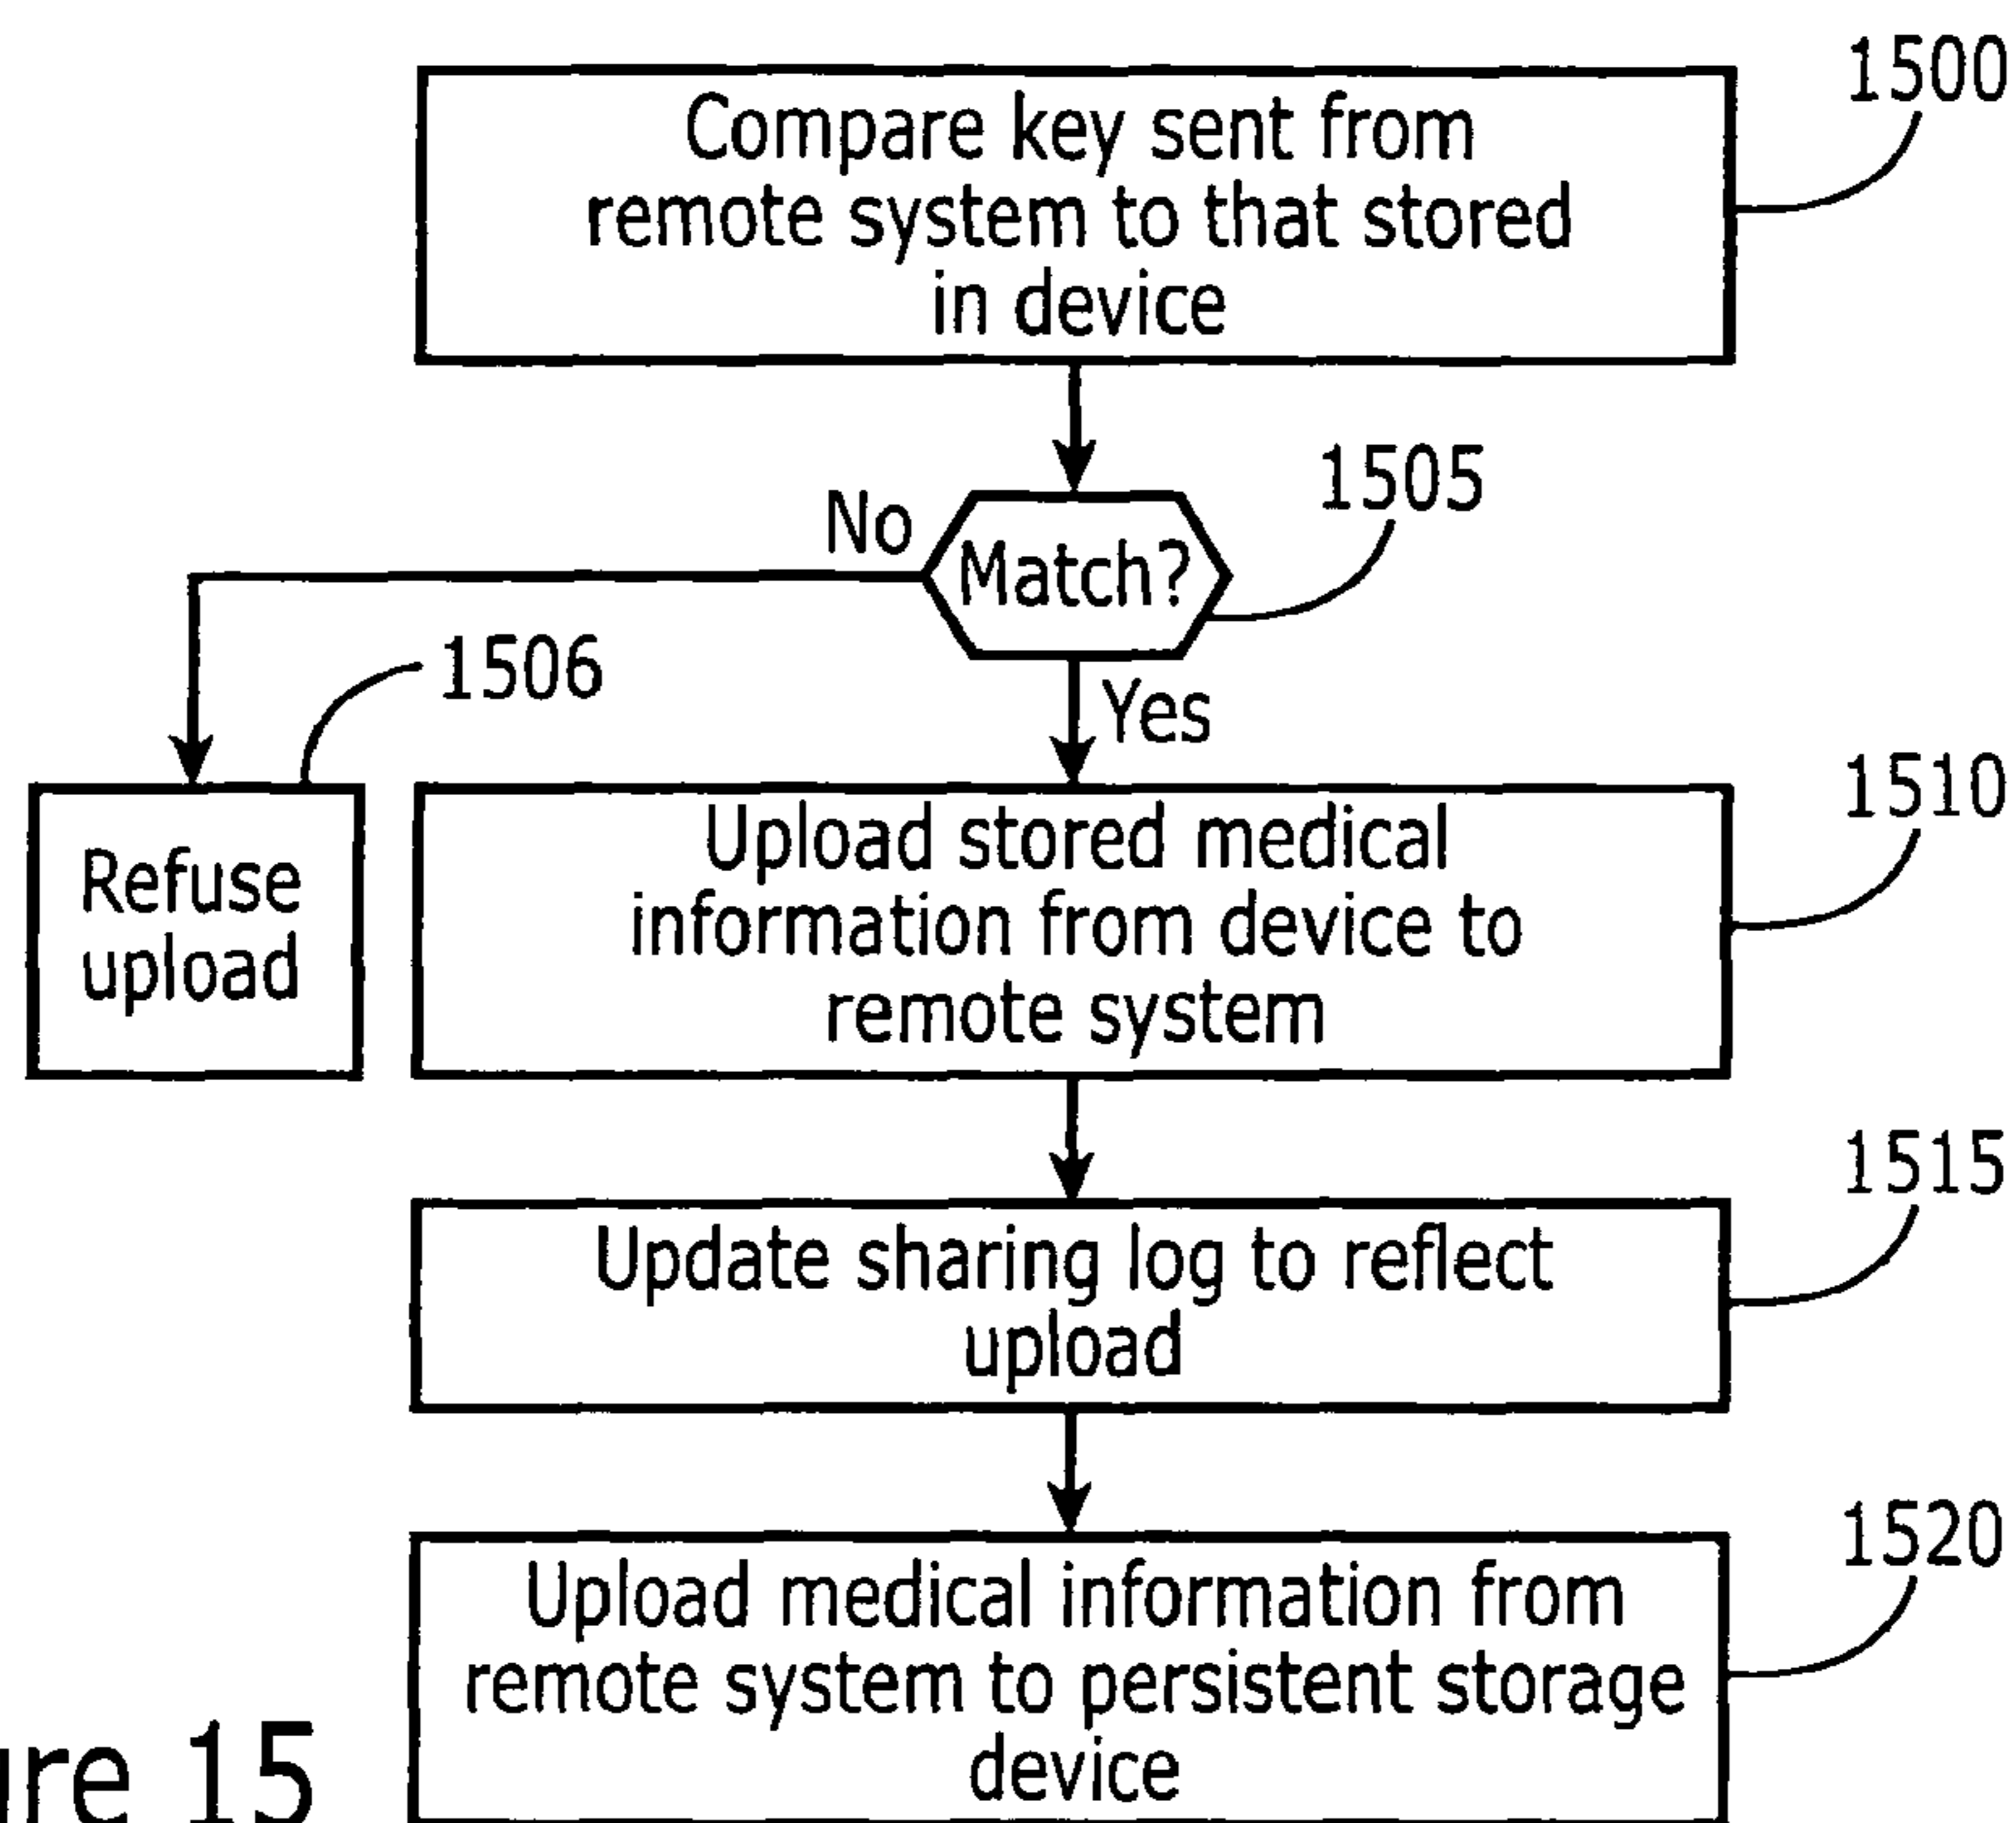 1500
Compare key sent from
remote system to that stored
in device
1505
No
Match?
1506
Yes
1510
Refuse
upload
Upload stored medical
information from device to
remote system
1515
Update sharing log to reflect
upload
1520
Upload medical information from
remote system to persistent storage
device
ure 15